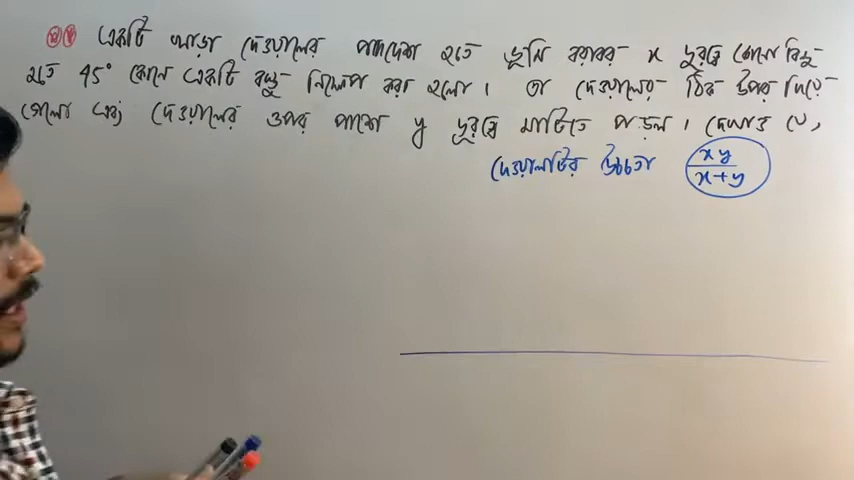 একটি খাড়া দেওয়ালের পাদদেশ হতে ভূমি বরাবর x দূরত্বে কোনো বিন্দু
হতে 45° কোনে একটি বস্তু নিক্ষেপ করা হলো। তা দেওয়ালের ঠিক উপর দিয়ে
গেলো এবং দেওয়ালের ওপর পাশে y দূরত্বে মাটিতে পড়ল। দেখাও যে,
দেওয়ালটির উচ্চতা xy/x+y